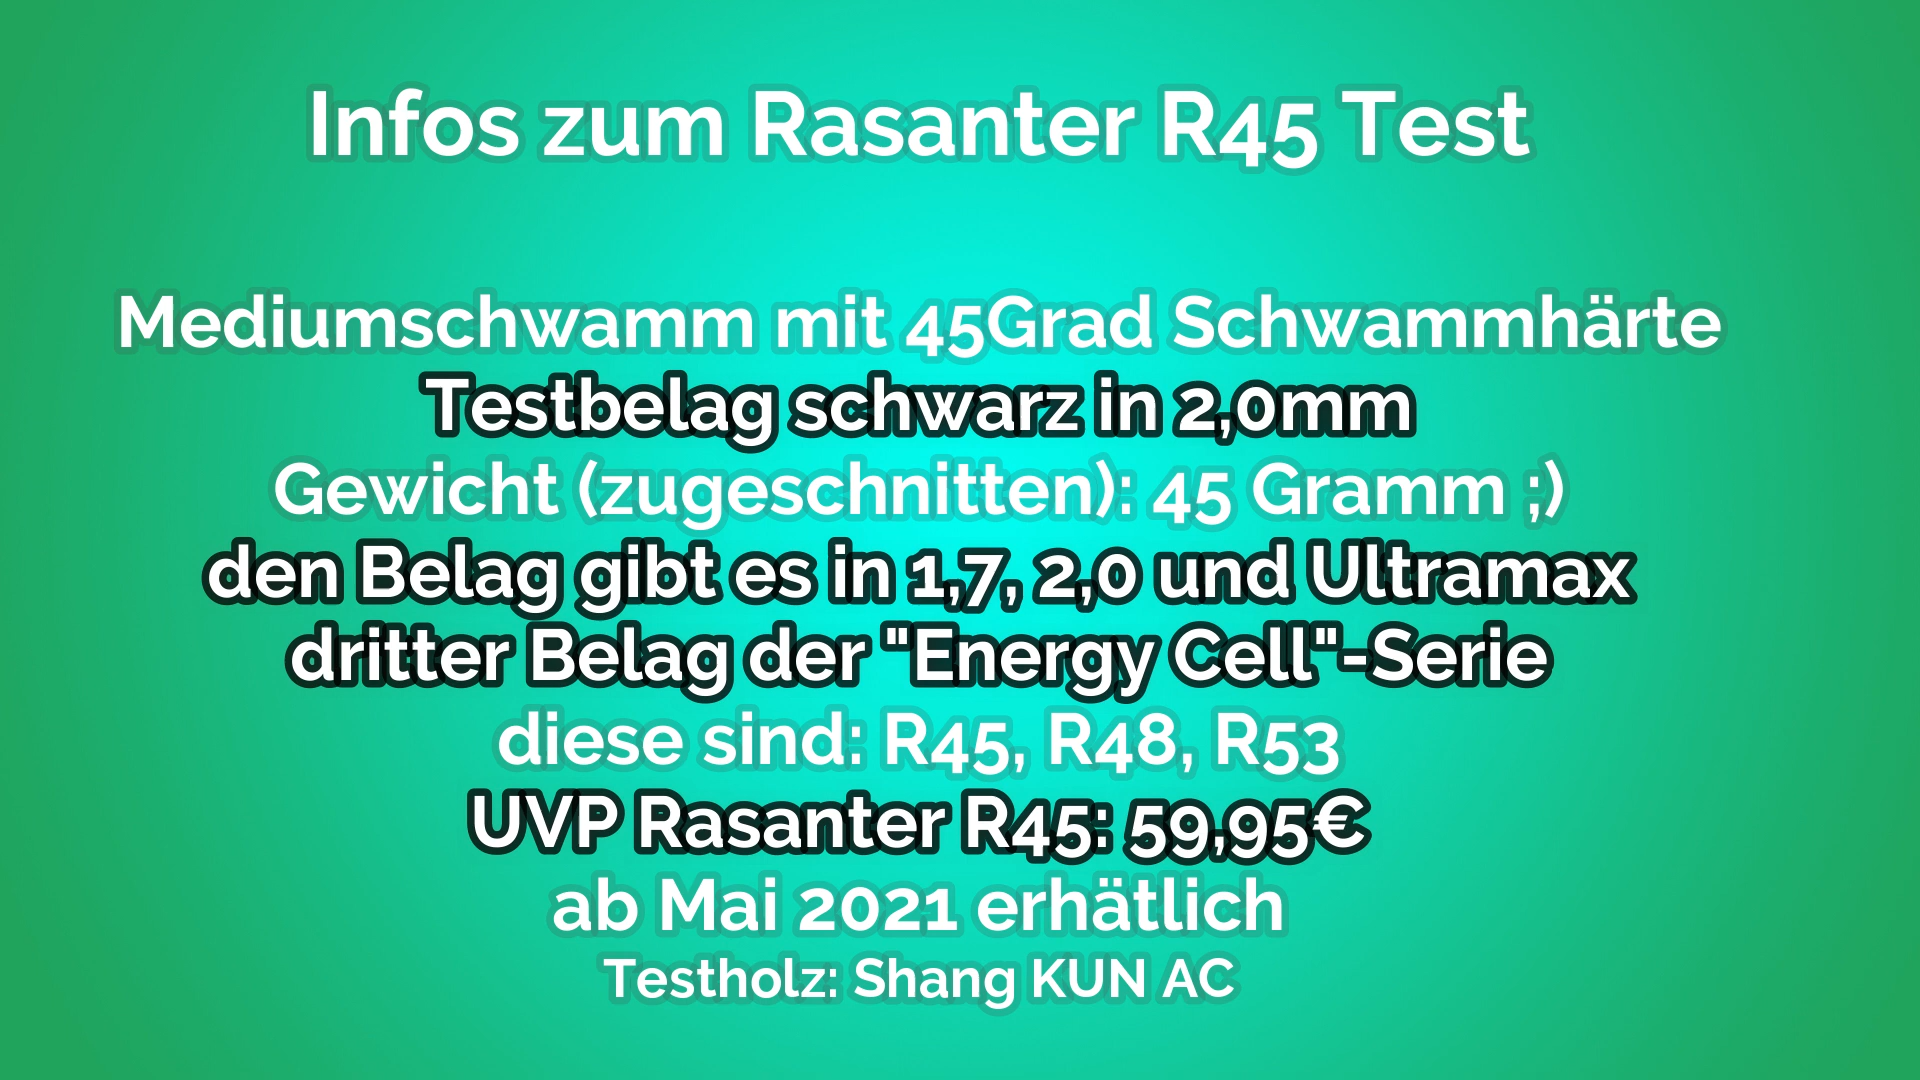 Infos zum Rasanter R45 Test
Mediumschwamm mit 45Grad Schwammhärte
Testbelag schwarz in 2,0mm
Gewicht (zugeschnitten): 45 Gramm ;)
den Belag gibt es in 1,7, 2,0 und Ultramax
dritter Belag der "Energy Cell"-Serie
diese sind: R45, R48, R53
UVP Rasanter R45: 59,95€
ab Mai 2021 erhätlich
Testholz: Shang KUN AC